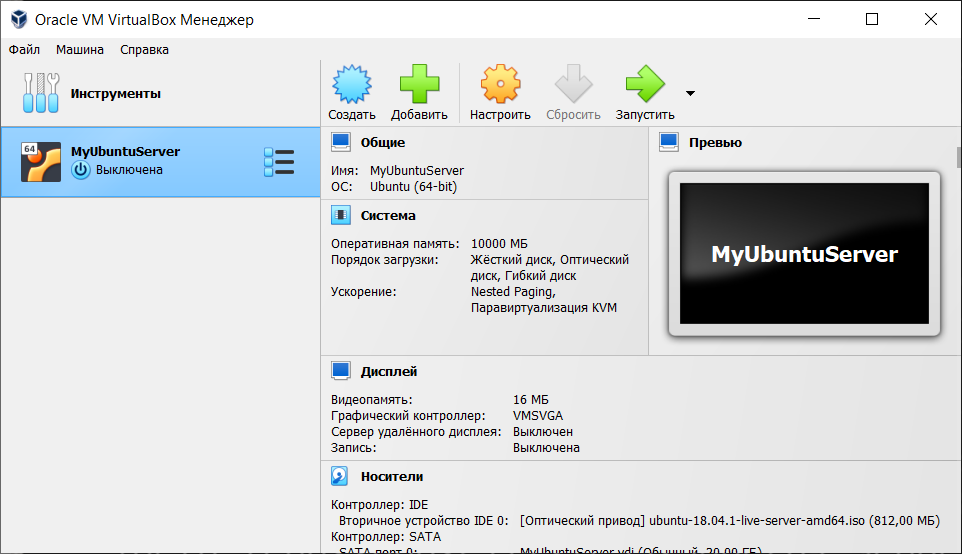 Oracle VM VirtualBox Менеджер
Файл Машина Справка
Инструменты
Создать Добавить Настроить Сбросить Запустить
64
MyUbuntuServer
Выключена
Общие
Имя: MyUbuntuServer
ОС: Ubuntu (64-bit)
Превью
MyUbuntuServer
Система
Оперативная память: 10000 МБ
Порядок загрузки: Жёсткий диск, Оптический
диск, Гибкий диск
Ускорение: Nested Paging,
Паравиртуализация KVM
Дисплей
Видеопамять: 16 МБ
Графический контроллер: VMSVGA
Сервер удалённого дисплея: Выключен
Запись: Выключена
Носители
Контроллер: IDE
Вторичное устройство IDE 0: [Оптический привод] ubuntu-18.04.1-live-server-amd64.iso (812,00 МБ)
Контроллер: SATA
SATA порт 0: MyUbuntuServer.vdi (Обычный, 20,00 ГБ)